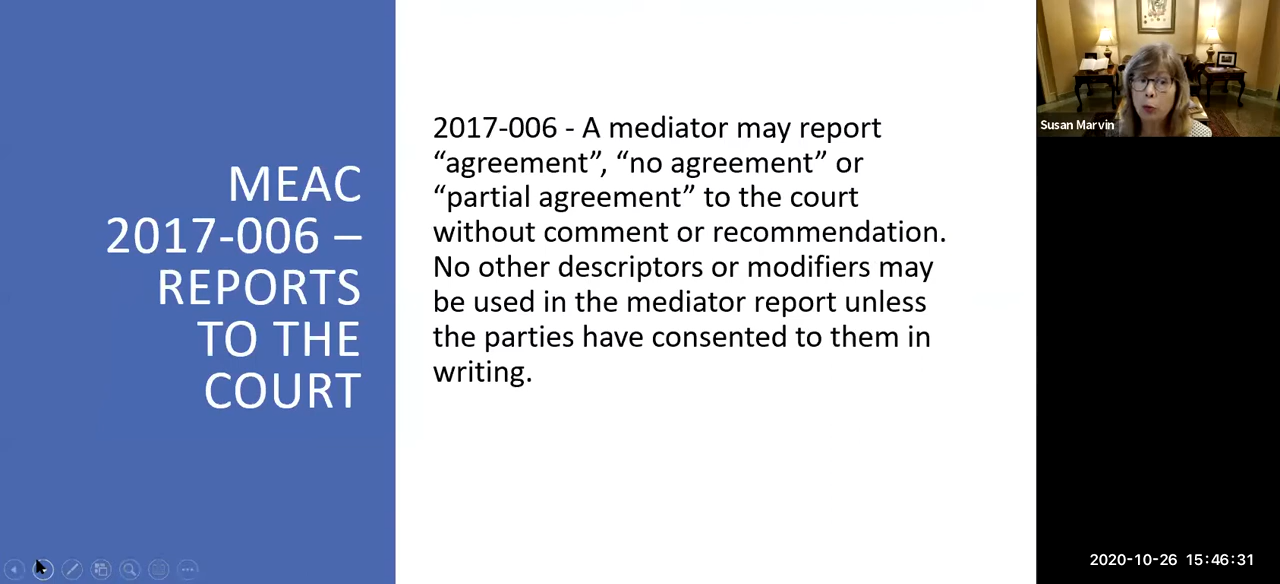 MEAC
2017-006 –
REPORTS
TO THE
COURT
2017-006 - A mediator may report
“agreement”, “no agreement” or
“partial agreement” to the court
without comment or recommendation.
No other descriptors or modifiers may
be used in the mediator report unless
the parties have consented to them in
writing.
Susan Marvin
2020-10-26 15:46:31